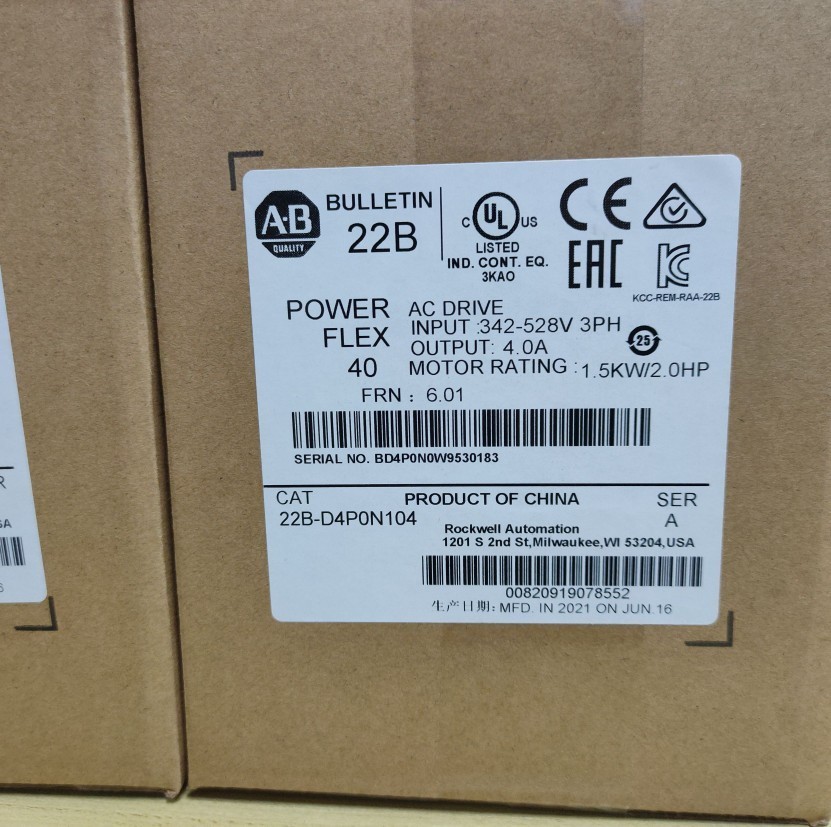 A-B
QUALITY
BULLETIN
22B
C UL US
LISTED
IND. CONT. EQ.
3KAO
CE
EAC
KC
KCC-REM-RAA-22B
POWER
FLEX
40
AC DRIVE
INPUT :342-528V 3PH
OUTPUT: 4.0A
MOTOR RATING : 1.5KW/2.0HP
25
FRN : 6.01
SERIAL NO. BD4P0N0W9530183
CAT
22B-D4P0N104
PRODUCT OF CHINA
SER
A
Rockwell Automation
1201 S 2nd St,Milwaukee,WI 53204,USA
00820919078552
生产日期: MFD. IN 2021 ON JUN.16
R
SA